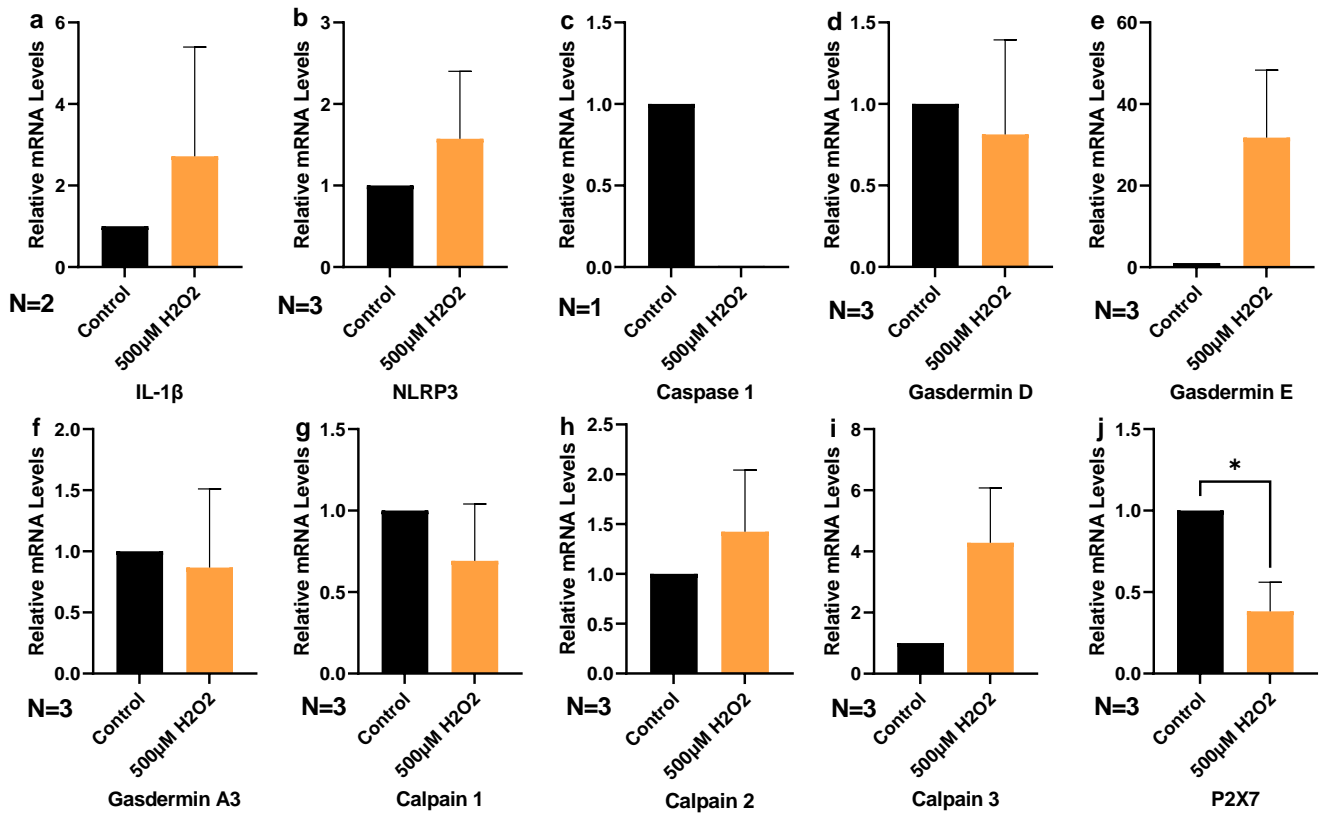 a
Relative mRNA Levels
6
4
2
0
Control
500µM H2O2
N=2
IL-1β
b
Relative mRNA Levels
3
2
1
0
Control
500µM H2O2
N=3
NLRP3
c
Relative mRNA Levels
1.5
1.0
0.5
0.0
Control
500µM H2O2
N=1
Caspase 1
d
Relative mRNA Levels
1.5
1.0
0.5
0.0
Control
500µM H2O2
N=3
Gasdermin D
e
Relative mRNA Levels
60
40
20
0
Control
500µM H2O2
N=3
Gasdermin E
f
Relative mRNA Levels
2.0
1.5
1.0
0.5
0.0
Control
500µM H2O2
N=3
Gasdermin A3
g
Relative mRNA Levels
1.5
1.0
0.5
0.0
Control
500µM H2O2
N=3
Calpain 1
h
Relative mRNA Levels
2.5
2.0
1.5
1.0
0.5
0.0
Control
500µM H2O2
N=3
Calpain 2
i
Relative mRNA Levels
8
6
4
2
0
Control
500µM H2O2
N=3
Calpain 3
j
Relative mRNA Levels
1.5
1.0
0.5
0.0
*
Control
500µM H2O2
N=3
P2X7